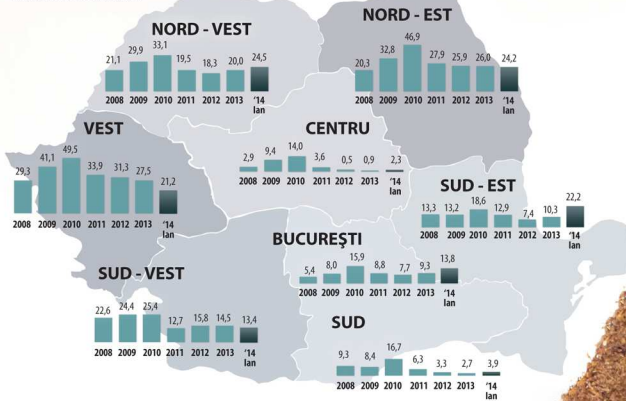 NORD - VEST
21,1 29,9 33,1 19,5 18,3 20,0 24,5
2008 2009 2010 2011 2012 2013 '14
Ian
NORD - EST
20,3 32,8 46,9 27,9 25,9 26,0 24,2
2008 2009 2010 2011 2012 2013 '14
Ian
VEST
29,3 41,1 49,5 33,9 31,3 27,5 21,2
2008 2009 2010 2011 2012 2013 '14
Ian
CENTRU
2,9 9,4 14,0 3,6 0,5 0,9 2,3
2008 2009 2010 2011 2012 2013 '14
Ian
SUD - EST
13,3 13,2 18,6 12,9 7,4 10,3 22,2
2008 2009 2010 2011 2012 2013 '14
Ian
BUCUREŞTI
5,4 8,0 15,9 8,8 7,7 9,3 13,8
2008 2009 2010 2011 2012 2013 '14
Ian
SUD - VEST
22,6 24,4 25,4 12,7 15,8 14,5 13,4
2008 2009 2010 2011 2012 2013 '14
Ian
SUD
9,3 8,4 16,7 6,3 3,3 2,7 3,9
2008 2009 2010 2011 2012 2013 '14
Ian